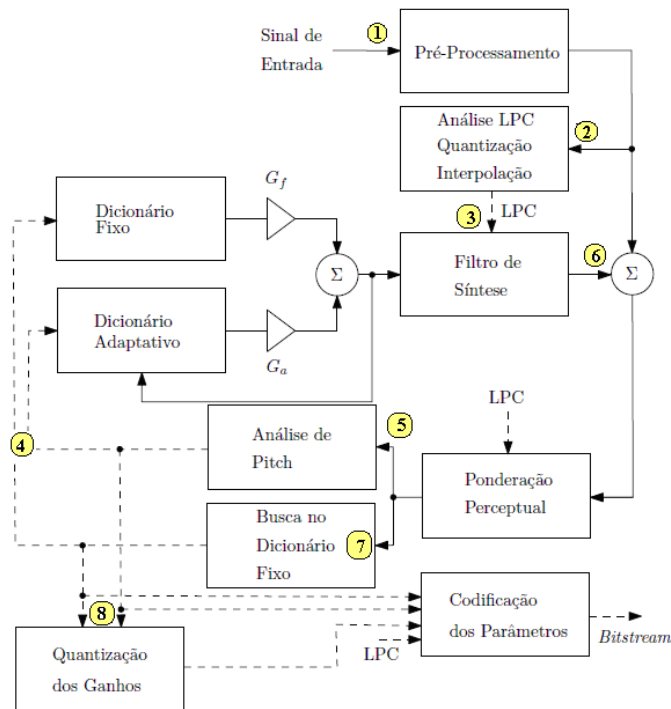 Sinal de
Entrada
1
Pré-Processamento
Análise LPC
Quantização
Interpolação
2
3
LPC
Dicionário
Fixo
G_f
Σ
Filtro de
Síntese
6
Σ
Dicionário
Adaptativo
G_a
4
Análise de
Pitch
5
LPC
Ponderação
Perceptual
Busca no
Dicionário
Fixo
7
8
Quantização
dos Ganhos
LPC
Codificação
dos Parâmetros
Bitstream